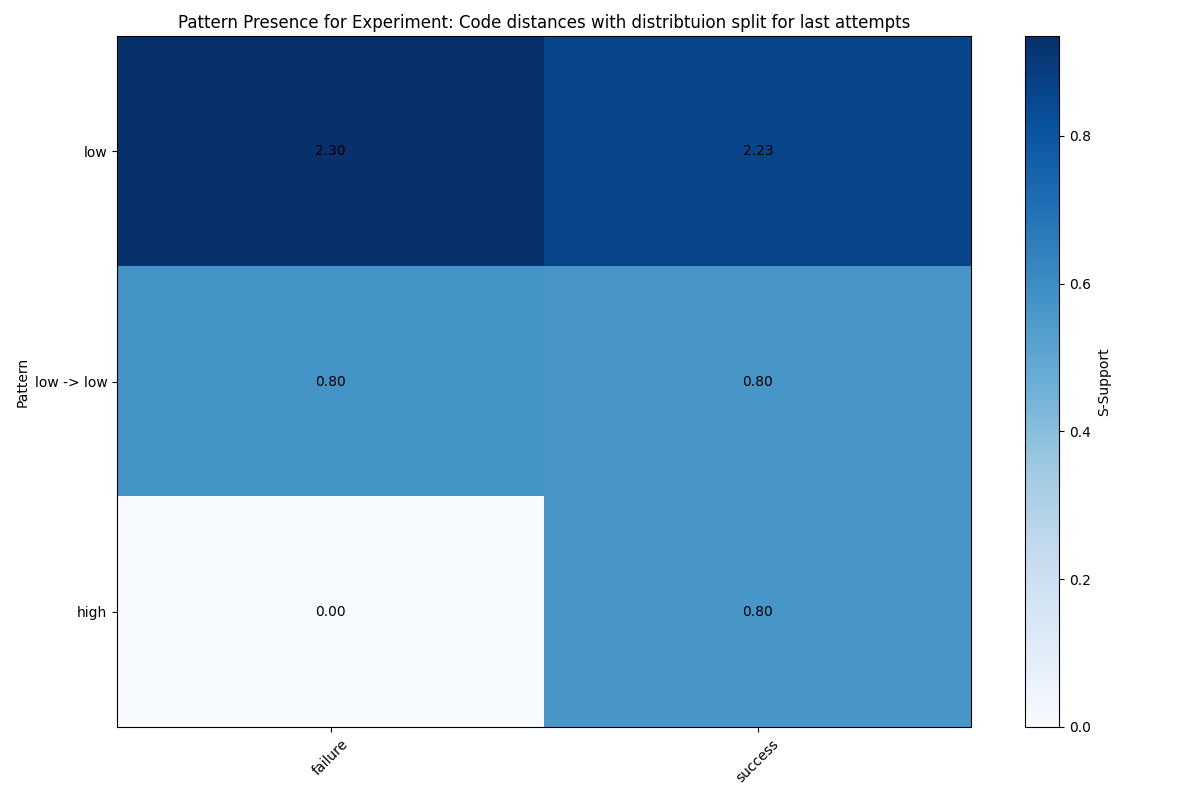 Pattern Presence for Experiment: Code distances with distribtuion split for last attempts
low
2.30
2.23
0.8
0.6
Pattern
low -> low
0.80
0.80
S-Support
0.4
0.2
high
0.00
0.80
0.0
failure
success